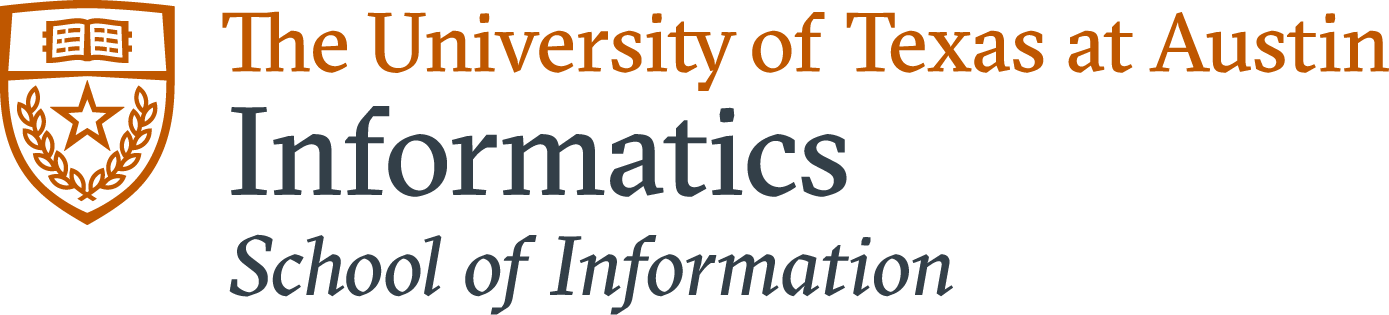 The University of Texas at Austin
Informatics
School of Information